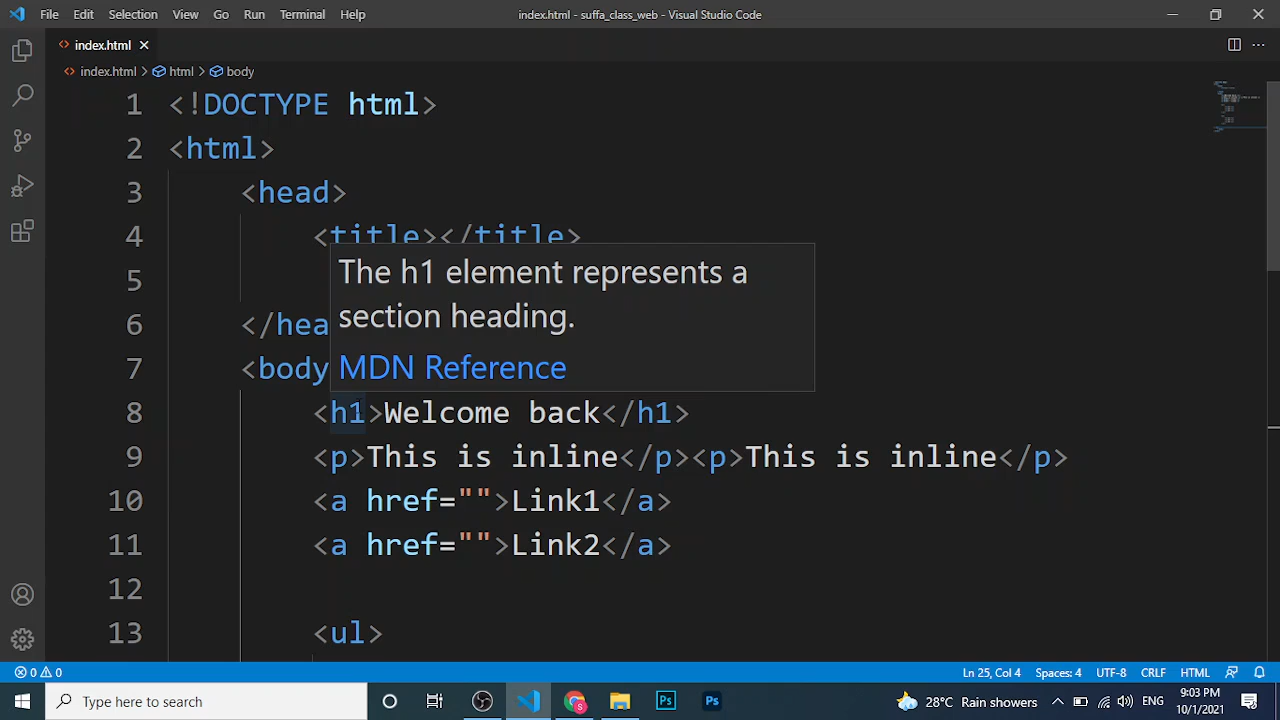 File Edit Selection View Go Run Terminal Help index.html - suffa_class_web - Visual Studio Code
index.html
index.html html body
1 <!DOCTYPE html>
2 <html>
3 <head>
4 <title></title>
The h1 element represents a
5
section heading.
6 </hea
MDN Reference
7 <body
8 <h1>Welcome back</h1>
9 <p>This is inline</p><p>This is inline</p>
10 <a href="">Link1</a>
11 <a href="">Link2</a>
12
13 <ul>
0 0 Ln 25, Col 4 Spaces: 4 UTF-8 CRLF HTML
Type here to search Ps Ps 28°C Rain showers ENG 9:03 PM
10/1/2021